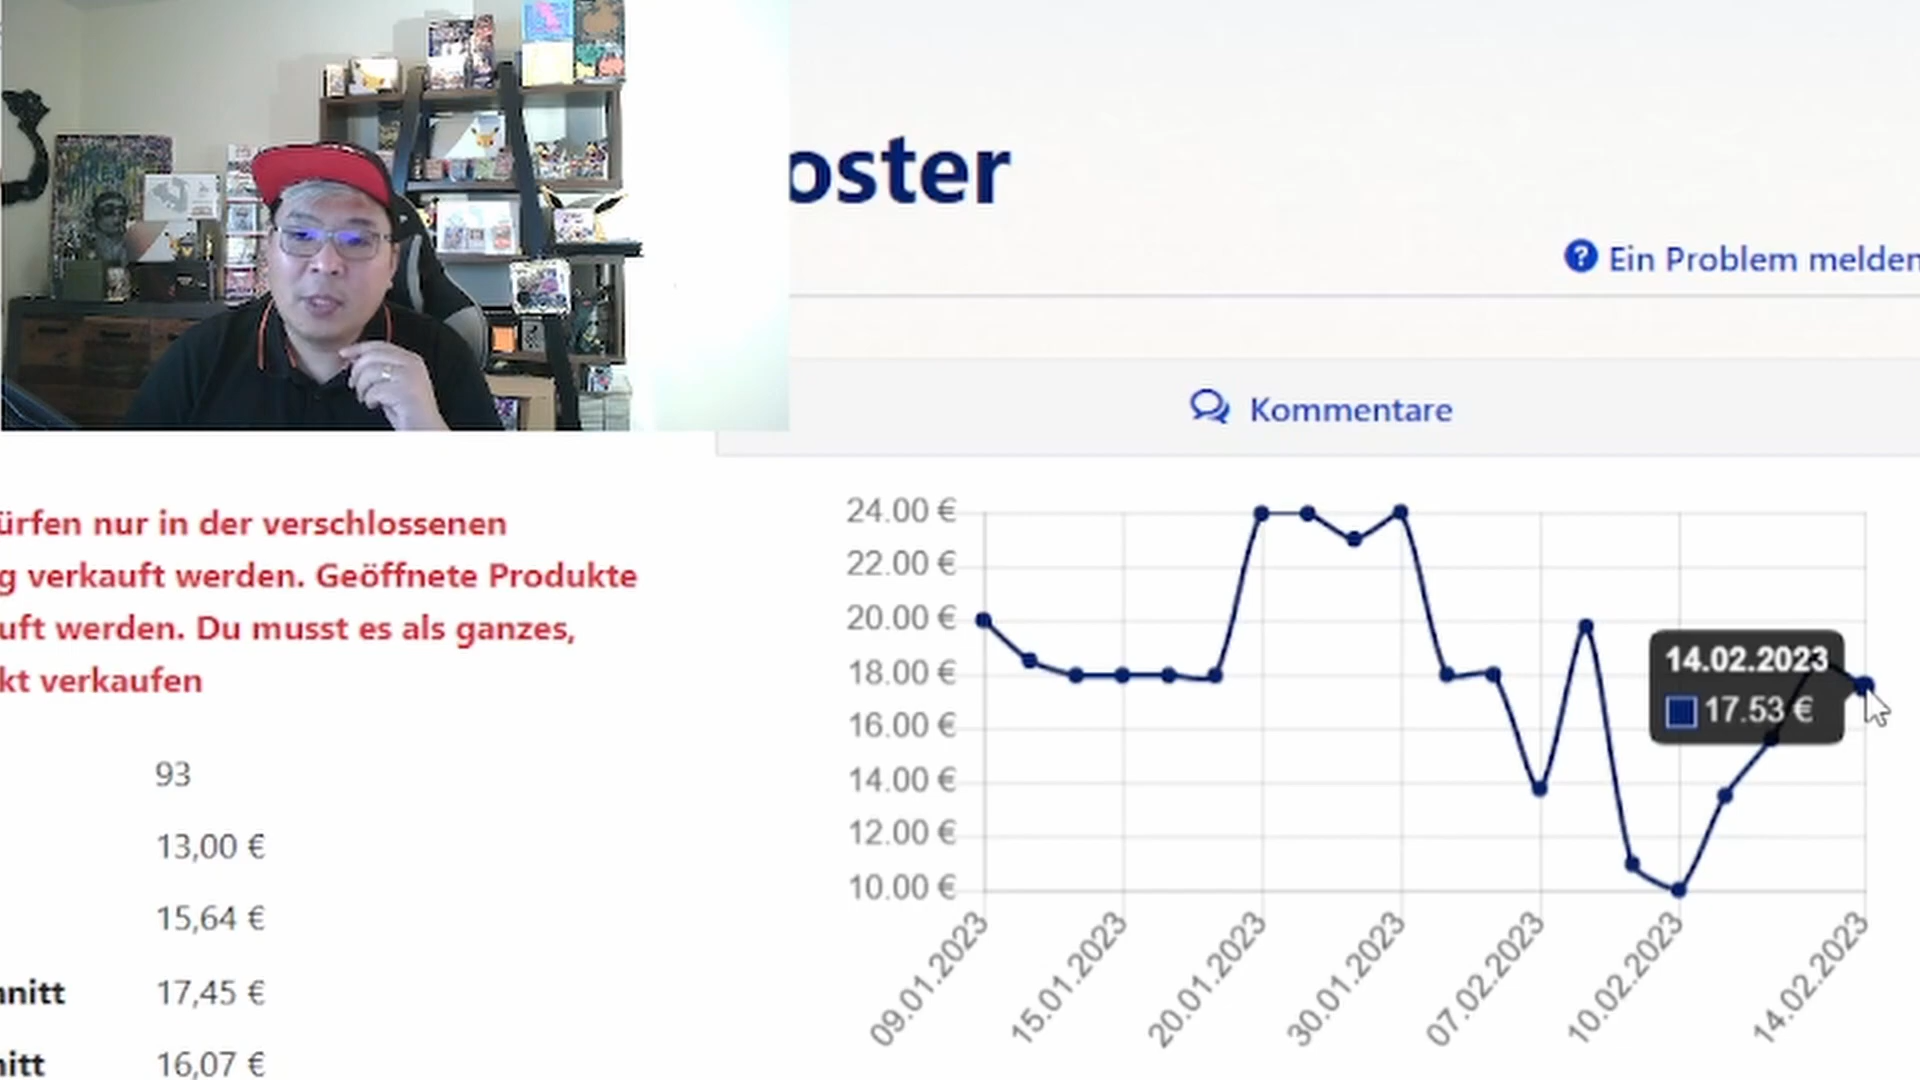 oster
Ein Problem melden
Kommentare
ürfen nur in der verschlossenen
g verkauft werden. Geöffnete Produkte
uft werden. Du musst es als ganzes,
kt verkaufen
93
13,00 €
15,64 €
nnitt 17,45 €
nitt 16,07 €
24.00 €
22.00 €
20.00 €
18.00 €
16.00 €
14.00 €
12.00 €
10.00 €
14.02.2023
17.53 €
09.01.2023
15.01.2023
20.01.2023
30.01.2023
07.02.2023
10.02.2023
14.02.2023